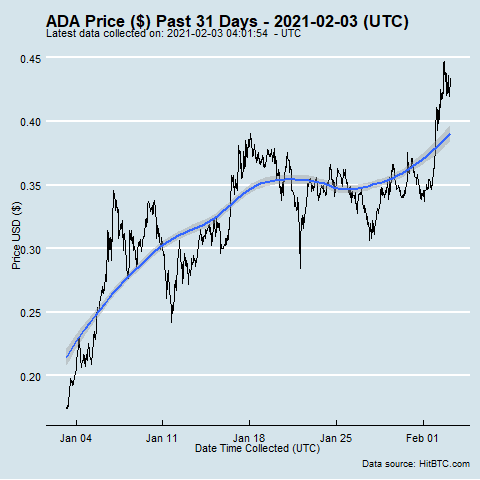 ADA Price ($) Past 31 Days - 2021-02-03 (UTC)
Latest data collected on: 2021-02-03 04:01:54 - UTC
0.45
0.40
0.35
0.30
0.25
0.20
Price USD ($)
Jan 04
Jan 11
Jan 18
Jan 25
Feb 01
Date Time Collected (UTC)
Data source: HitBTC.com